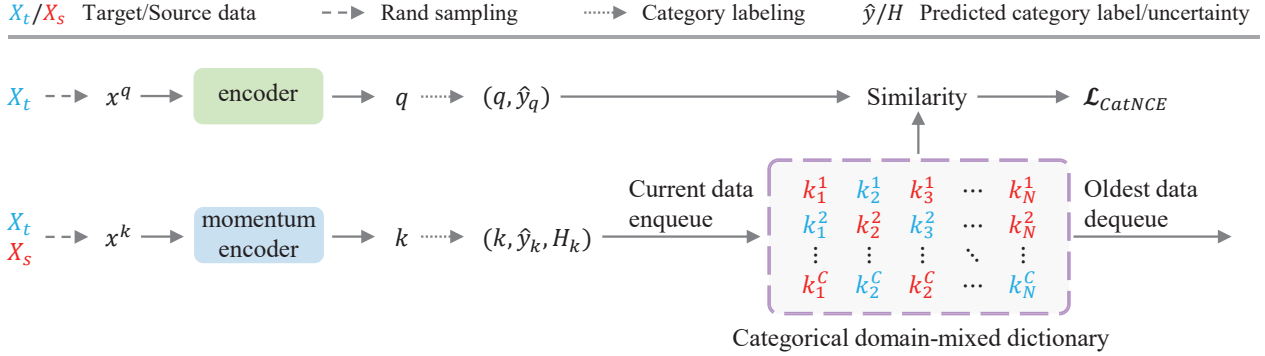 X_t/X_s Target/Source data Rand sampling Category labeling ŷ/H Predicted category label/uncertainty
X_t x^q encoder q (q, ŷ_q) Similarity ℒ_CatNCE
X_t
X_s x^k momentum
encoder k (k, ŷ_k, H_k)
Current data
enqueue
k_1^1 k_2^1 k_3^1 ⋯ k_N^1
k_1^2 k_2^2 k_3^2 ⋯ k_N^2
⋮ ⋮ ⋮ ⋱ ⋮
k_1^C k_2^C k_2^C ⋯ k_N^C
Oldest data
dequeue
Categorical domain-mixed dictionary